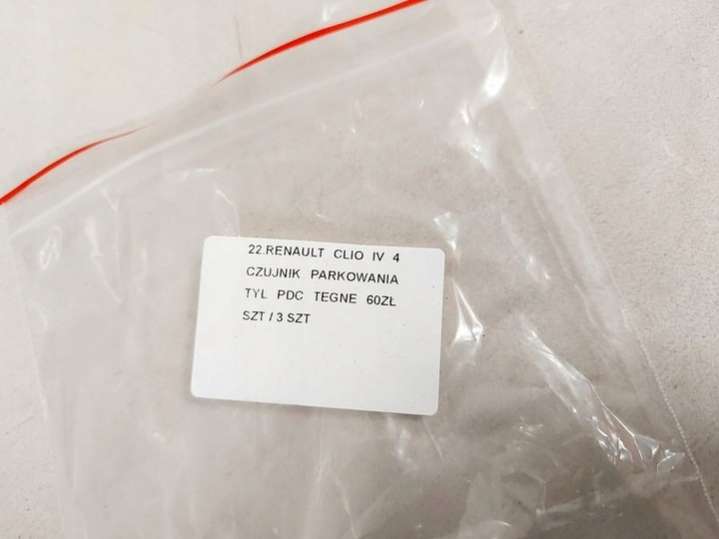 22.RENAULT CLIO IV 4
CZUJNIK PARKOWANIA
TYL PDC TEGNE 60ZŁ
SZT / 3 SZT